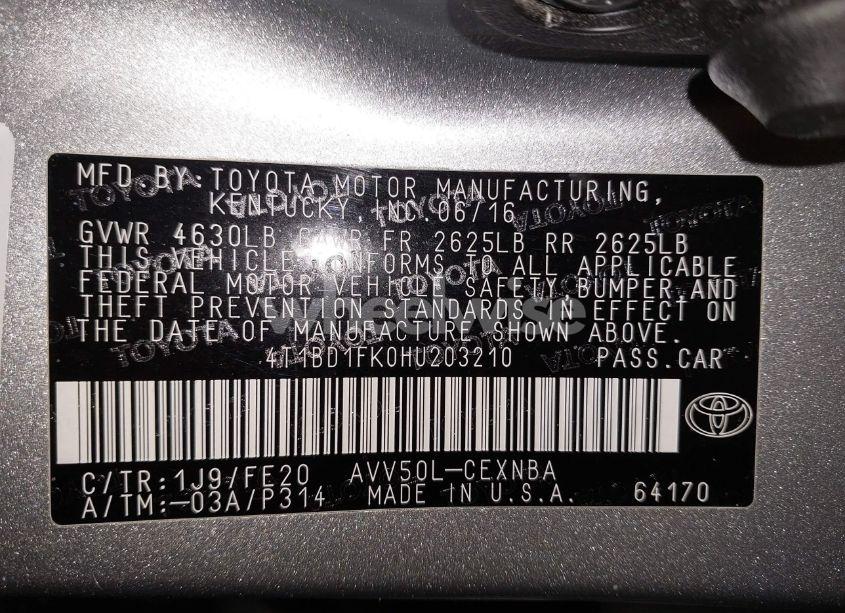 MFD BY: TOYOTA MOTOR MANUFACTURING,
KENTUCKY, INC. 06/16
GVWR 4630LB GAWR FR 2625LB RR 2625LB
THIS VEHICLE CONFORMS TO ALL APPLICABLE
FEDERAL MOTOR VEHICLE SAFETY, BUMPER, AND
THEFT PREVENTION STANDARDS IN EFFECT ON
THE DATE OF MANUFACTURE SHOWN ABOVE.
wheelwise
4T1BD1FK0HU203210 PASS.CAR
C/TR:1J9/FE20 AVV50L-CEXNBA
A/TM:-03A/P314 MADE IN U.S.A. 64170